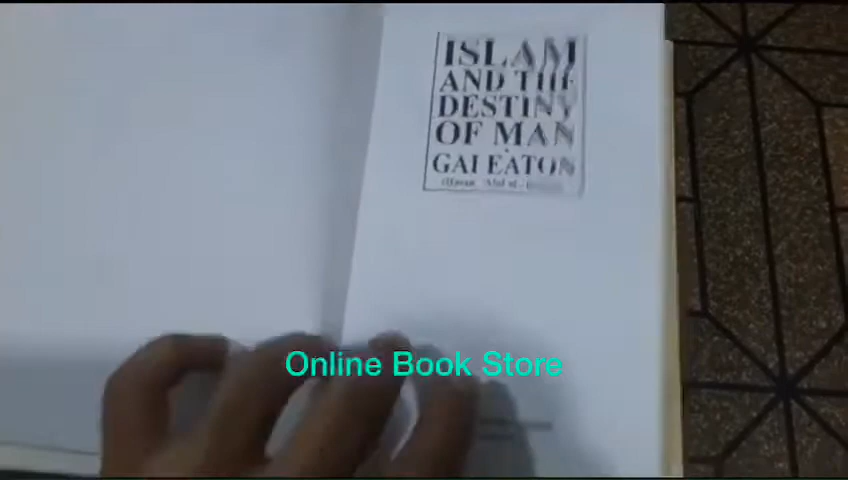 ISLAM
AND THE
DESTINY
OF MAN
GAI EATON
Online Book Store